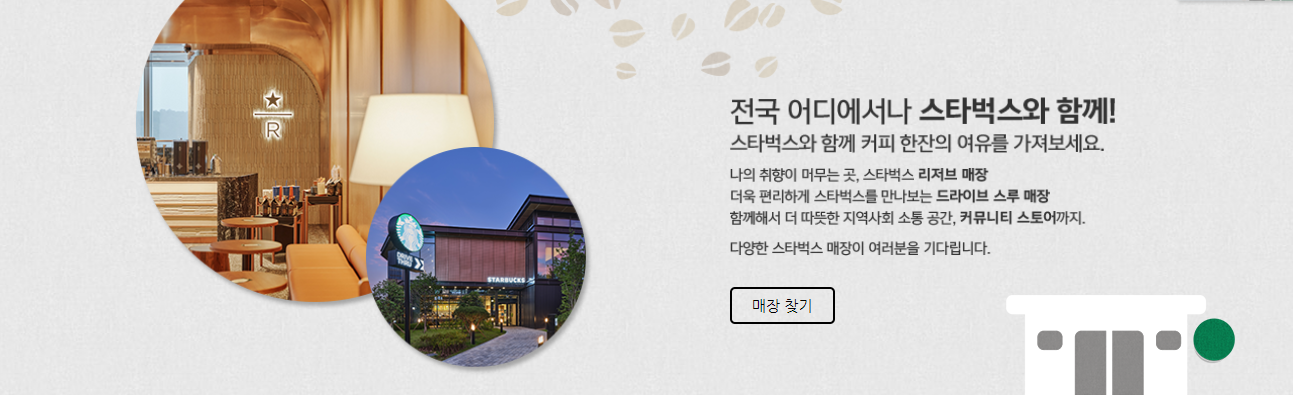 R
DRIVE
THRU
STARBUCKS
전국 어디에서나 스타벅스와 함께!
스타벅스와 함께 커피 한잔의 여유를 가져보세요.
나의 취향이 머무는 곳, 스타벅스 리저브 매장
더욱 편리하게 스타벅스를 만나보는 드라이브 스루 매장
함께해서 더 따뜻한 지역사회 소통 공간, 커뮤니티 스토어까지.
다양한 스타벅스 매장이 여러분을 기다립니다.
매장 찾기